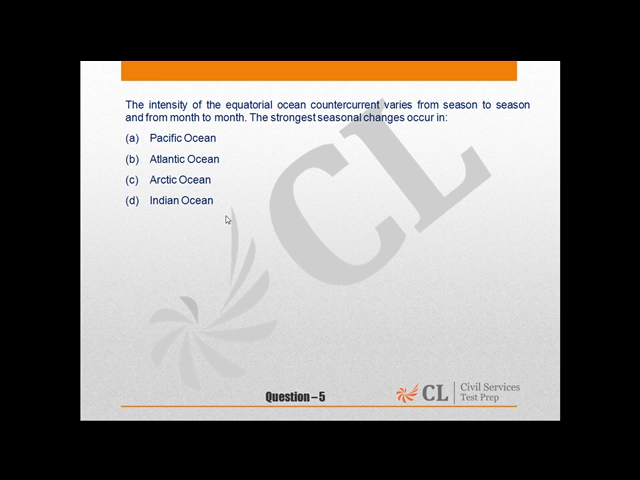 The intensity of the equatorial ocean countercurrent varies from season to season
and from month to month. The strongest seasonal changes occur in:
(a) Pacific Ocean
(b) Atlantic Ocean
(c) Arctic Ocean
(d) Indian Ocean
CL
Question – 5
CL Civil Services
Test Prep